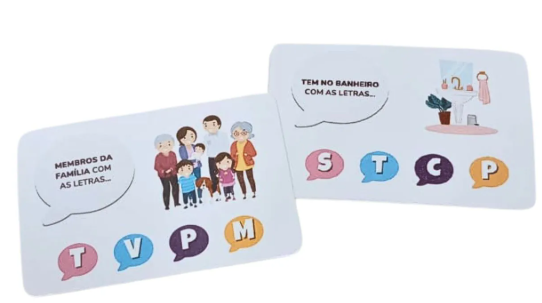 MEMBROS DA
FAMÍLIA COM
AS LETRAS...
T V P M
TEM NO BANHEIRO
COM AS LETRAS...
S T C P